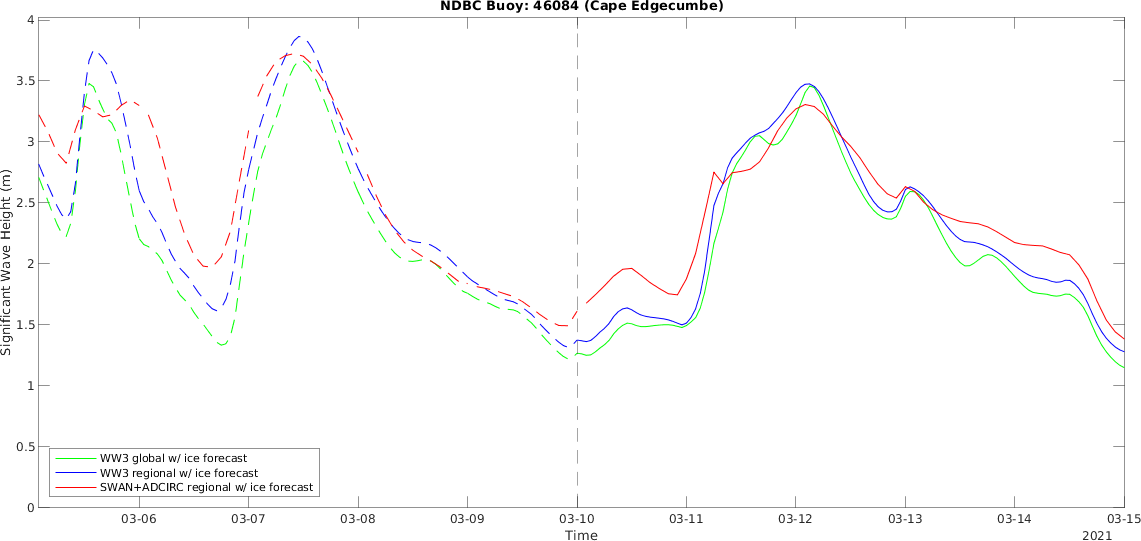 NDBC Buoy: 46084 (Cape Edgecumbe)
4
3.5
3
2.5
2
1.5
1
0.5
0
Significant Wave Height (m)
WW3 global w/ ice forecast
WW3 regional w/ ice forecast
SWAN+ADCIRC regional w/ ice forecast
03-06 03-07 03-08 03-09 03-10 03-11 03-12 03-13 03-14 03-15
Time
2021